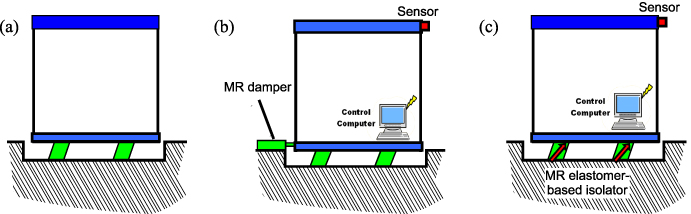 (a)
(b)
Sensor
MR damper
Control
Computer
(c)
Sensor
Control
Computer
MR elastomer-
based isolator